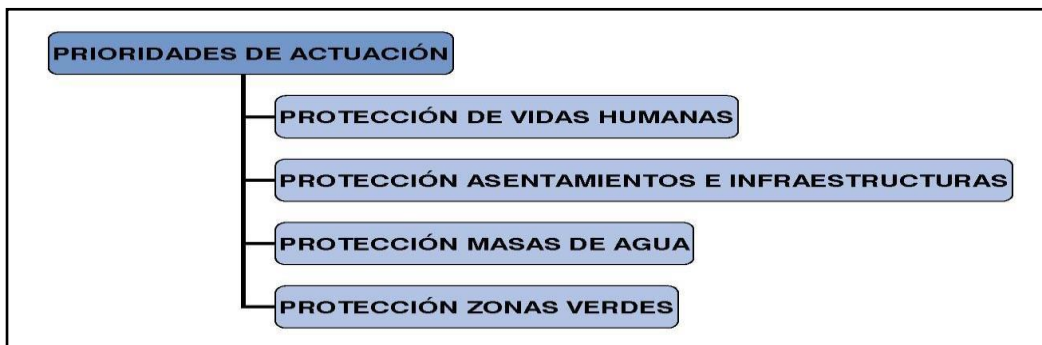 PRIORIDADES DE ACTUACIÓN
PROTECCIÓN DE VIDAS HUMANAS
PROTECCIÓN ASENTAMIENTOS E INFRAESTRUCTURAS
PROTECCIÓN MASAS DE AGUA
PROTECCIÓN ZONAS VERDES